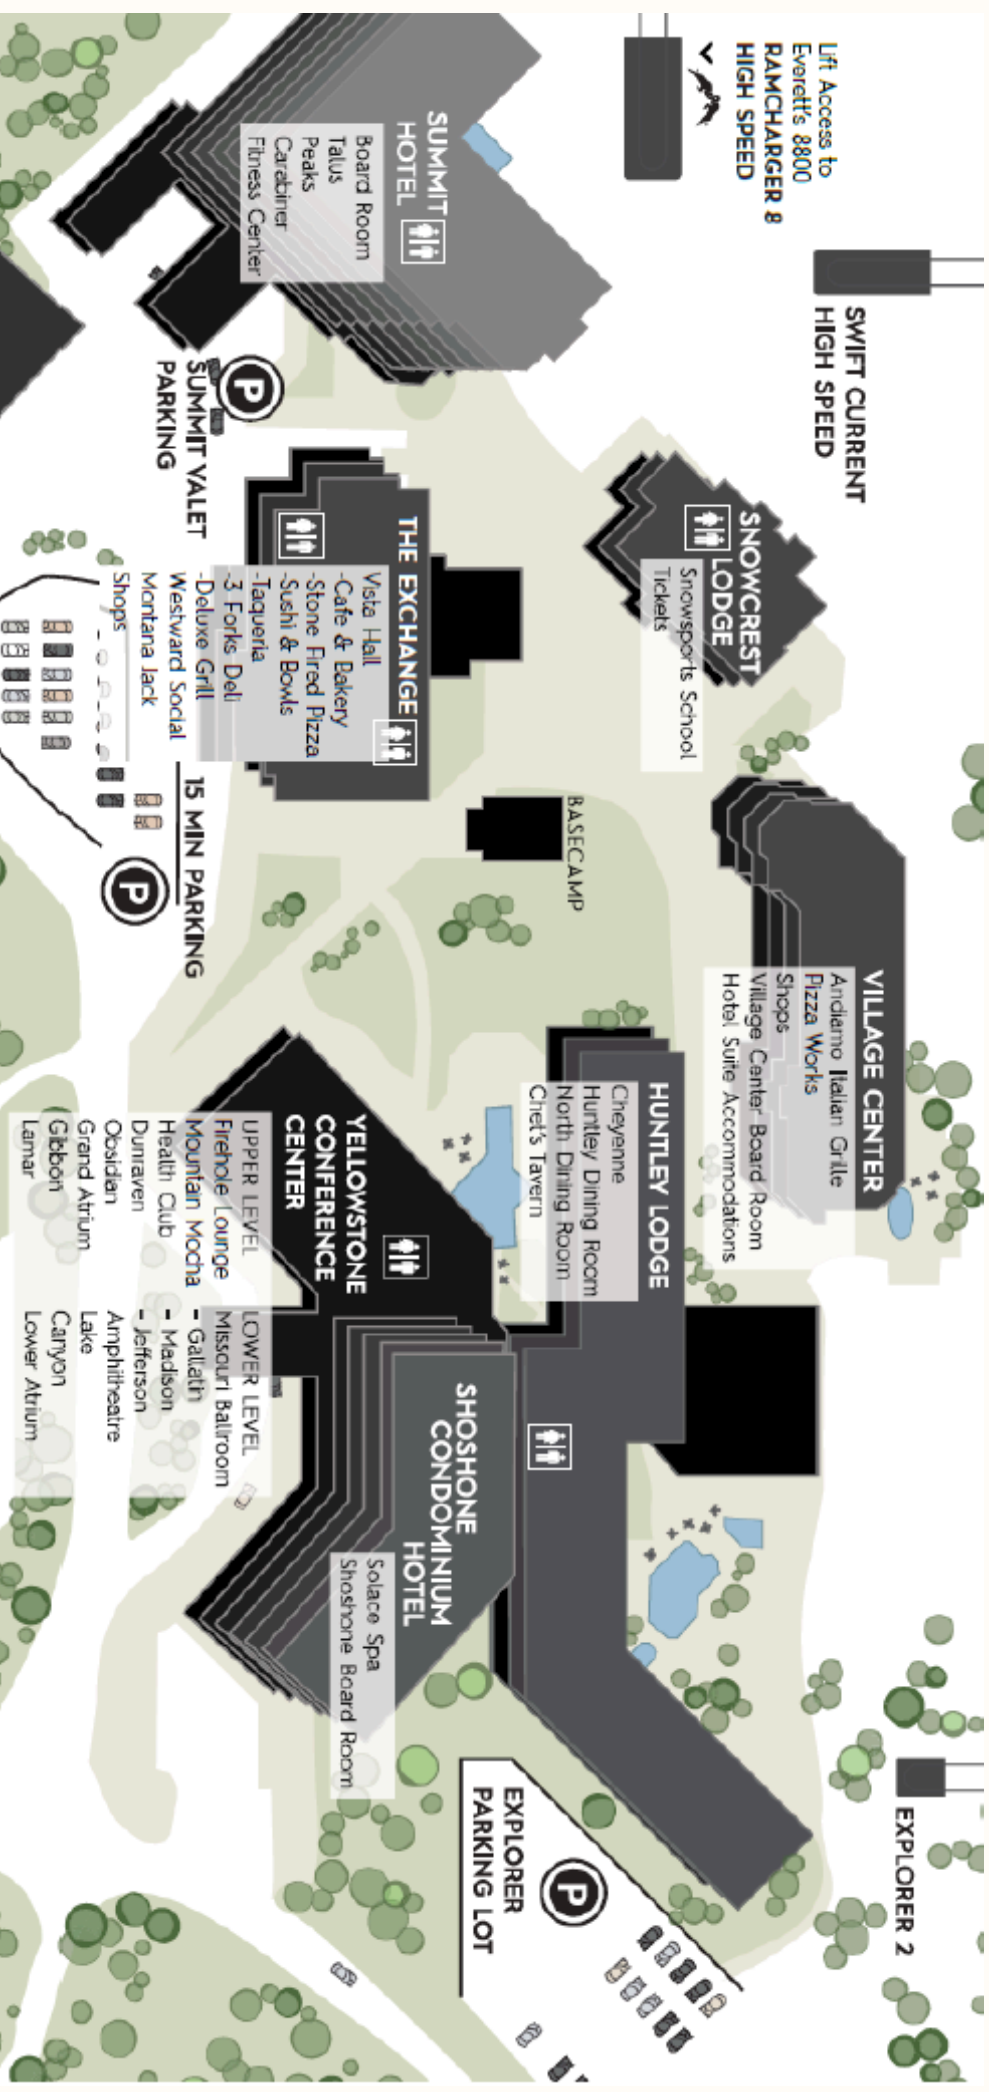 Lift Access to
Everett's 8800
RAMCHARGER 8
HIGH SPEED
SWIFT CURRENT
HIGH SPEED
SUMMIT
HOTEL
Board Room
Talus
Peaks
Carabiner
Fitness Center
P
SUMMIT VALET
PARKING
SNOWCREST
LODGE
Snowsports School
Tickets
THE EXCHANGE
Vista Hall
-Cafe & Bakery
-Stone Fired Pizza
-Sushi & Bowls
-Taqueria
-3 Forks Deli
-Deluxe Grill
Westward Social
Montana Jack
Shops
15 MIN PARKING
P
BASECAMP
VILLAGE CENTER
Andiamo Italian Grille
Pizza Works
Shops
Village Center Board Room
Hotel Suite Accommodations
HUNTLEY LODGE
Cheyenne
Huntley Dining Room
North Dining Room
Chet's Tavern
YELLOWSTONE
CONFERENCE
CENTER
UPPER LEVEL
Firehole Lounge
Mountain Mocha
Health Club
Dunraven
Obsidian
Grand Atrium
Gibbon
Lamar
LOWER LEVEL
Missouri Ballroom
- Gallatin
- Madison
- Jefferson
Amphitheatre
Lake
Canyon
Lower Atrium
SHOSHONE
CONDOMINIUM
HOTEL
Solace Spa
Shoshone Board Room
EXPLORER
PARKING LOT
P
EXPLORER 2